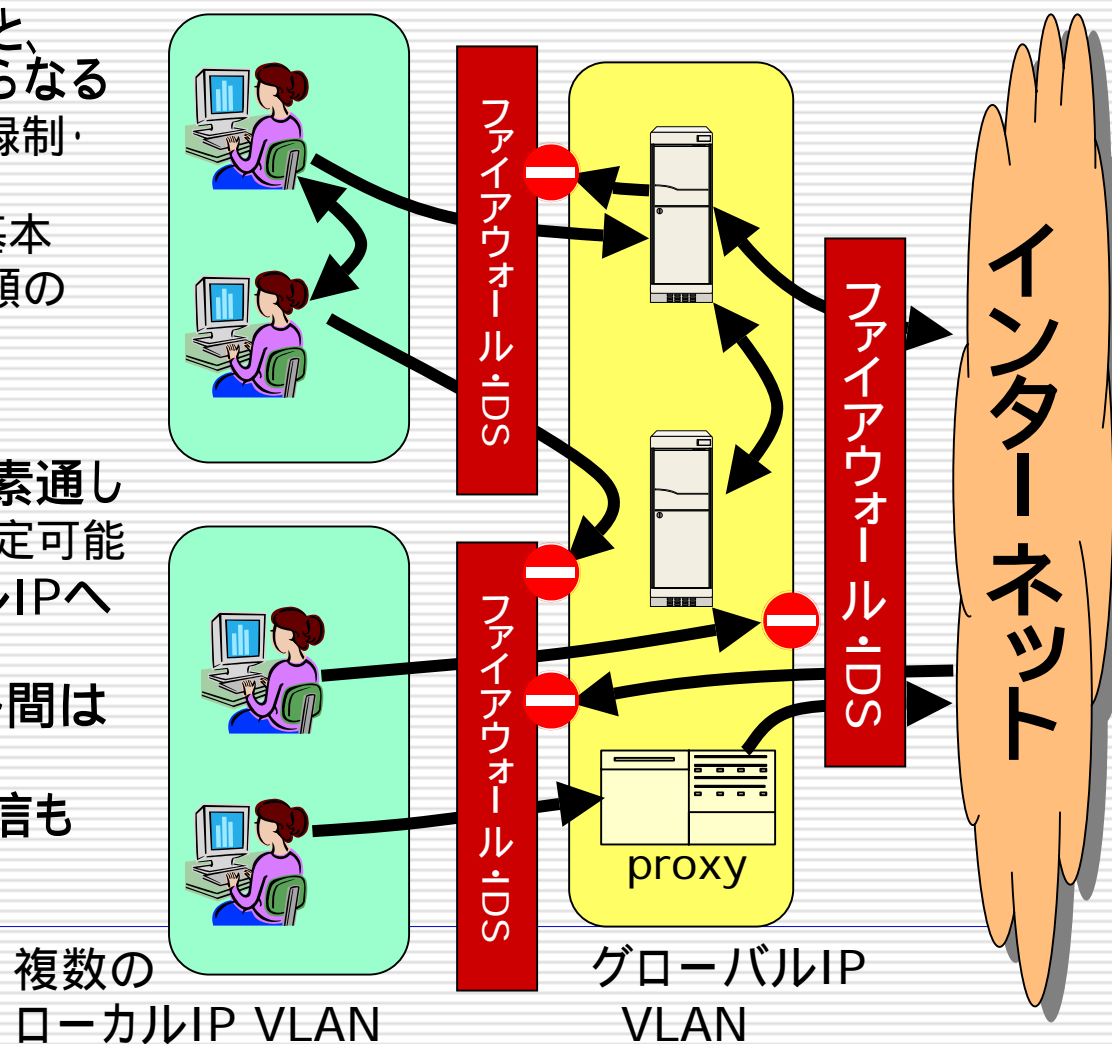 と、
らなる
録制・
基本
頭の
素通し
定可能
ルIPへ
ト間は
信も
ファイアウォール・IDS
ファイアウォール・IDS
ファイアウォール・IDS
インターネット
proxy
複数の
ローカルIP VLAN
グローバルIP
VLAN